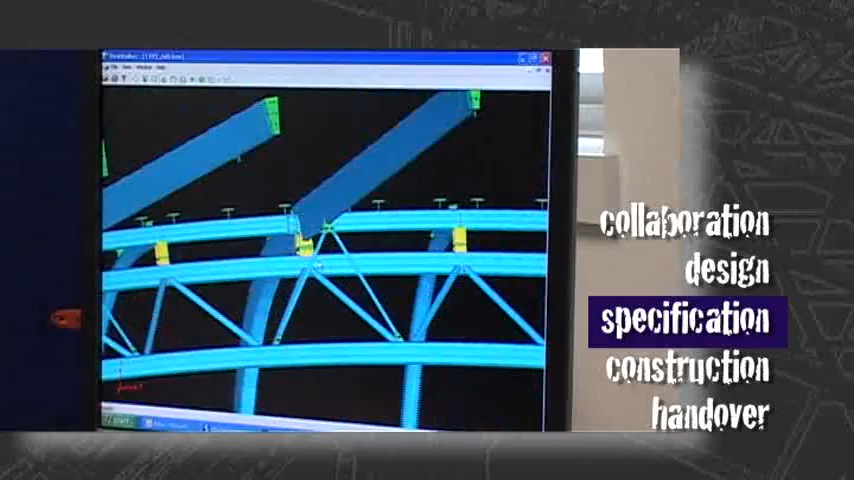 collaboration
design
specification
construction
handover